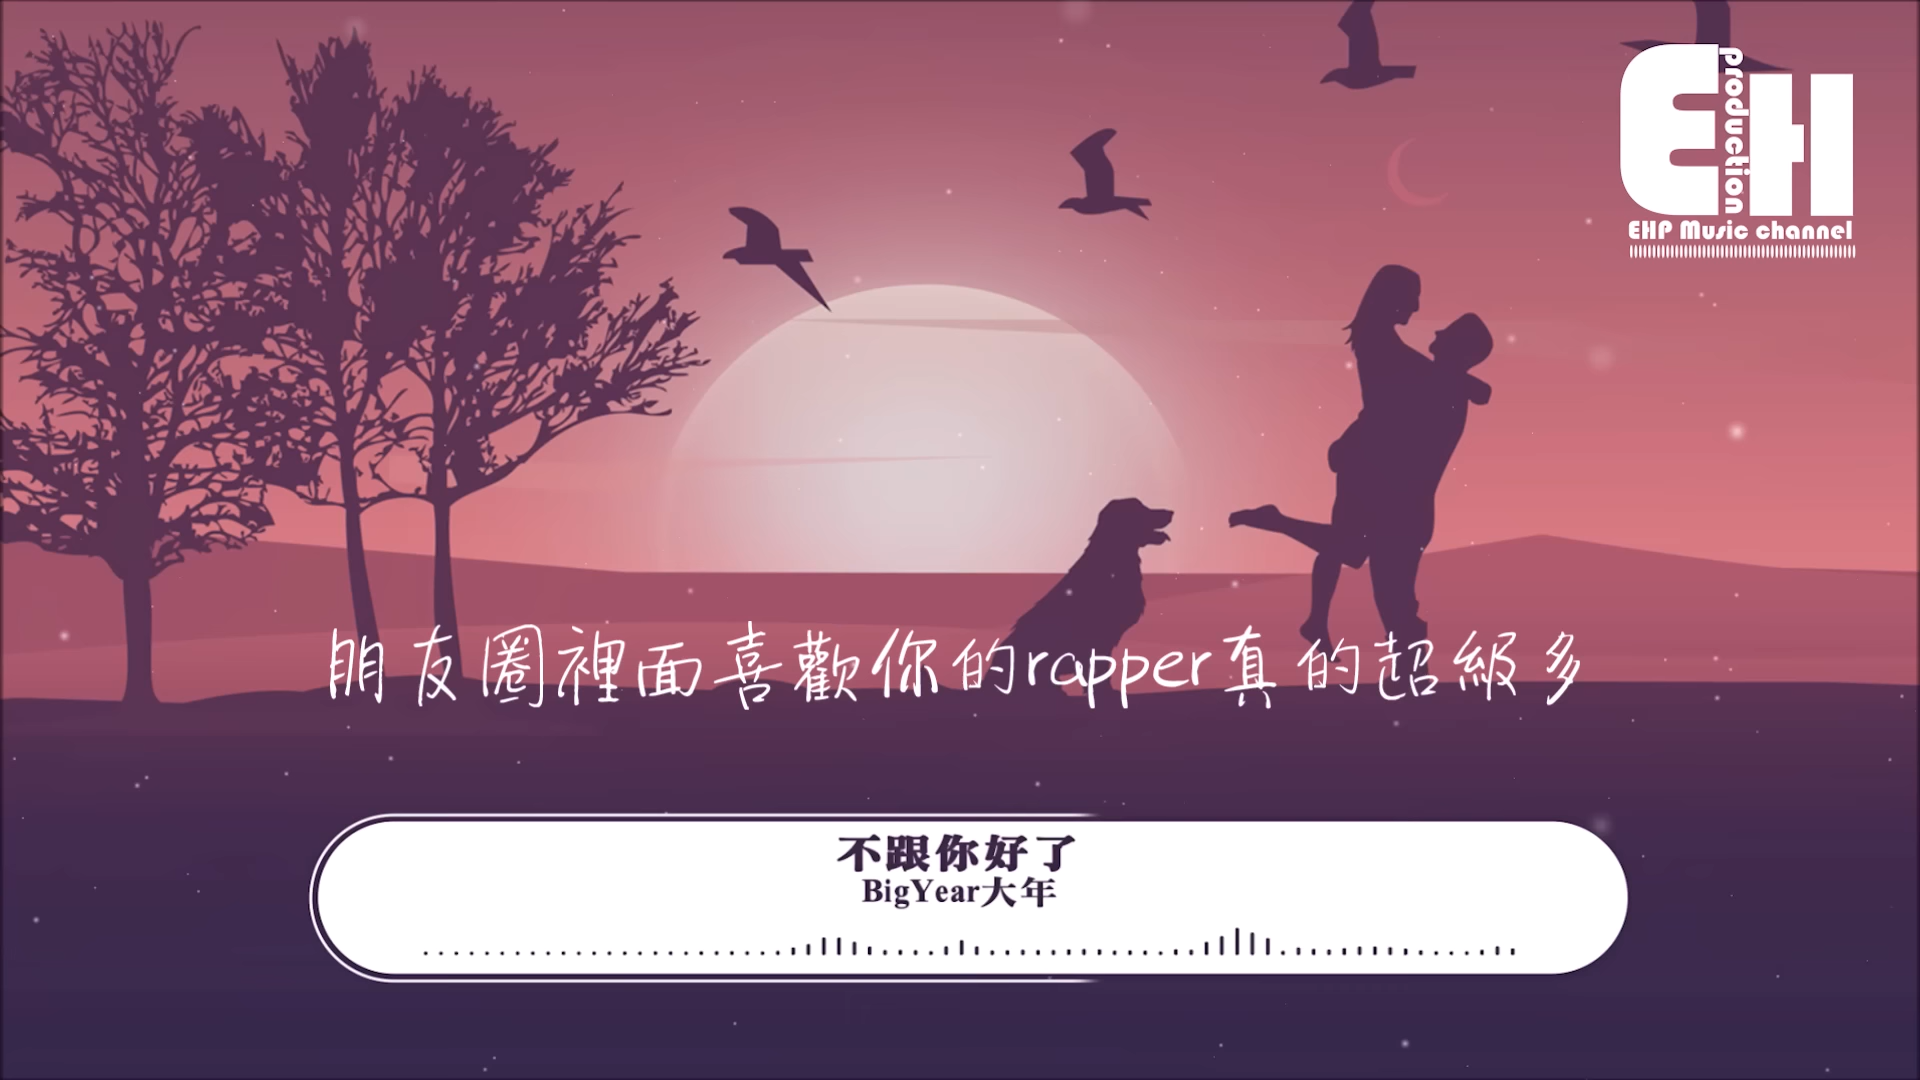 EH
production
EHP Music channel
朋友圈裡面喜歡你的rapper真的超級多
不跟你好了
BigYear大年